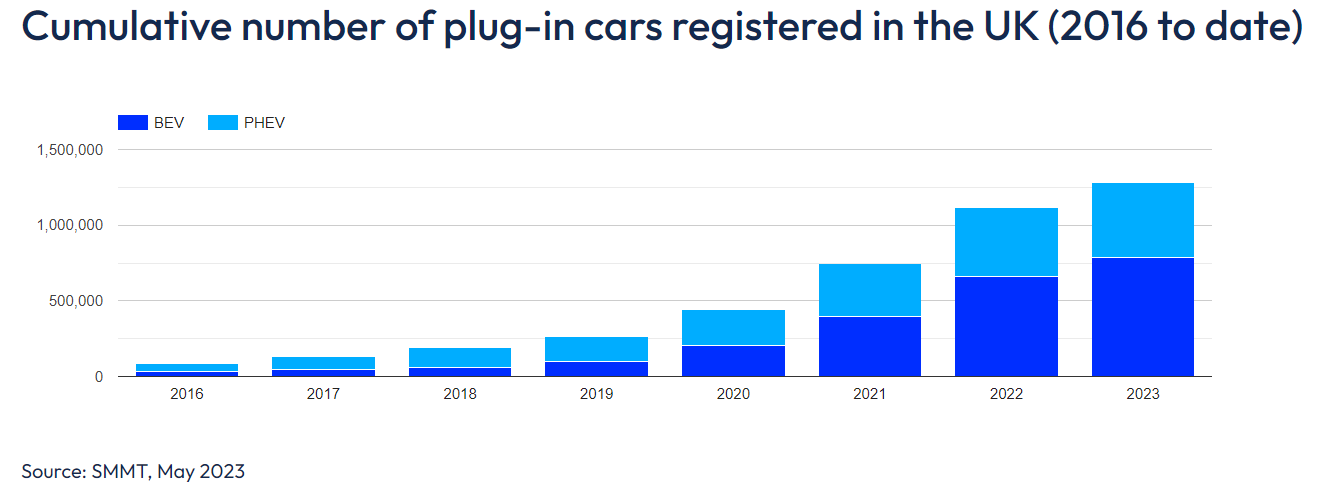 Cumulative number of plug-in cars registered in the UK (2016 to date)
BEV PHEV
1,500,000
1,000,000
500,000
0
2016 2017 2018 2019 2020 2021 2022 2023
Source: SMMT, May 2023